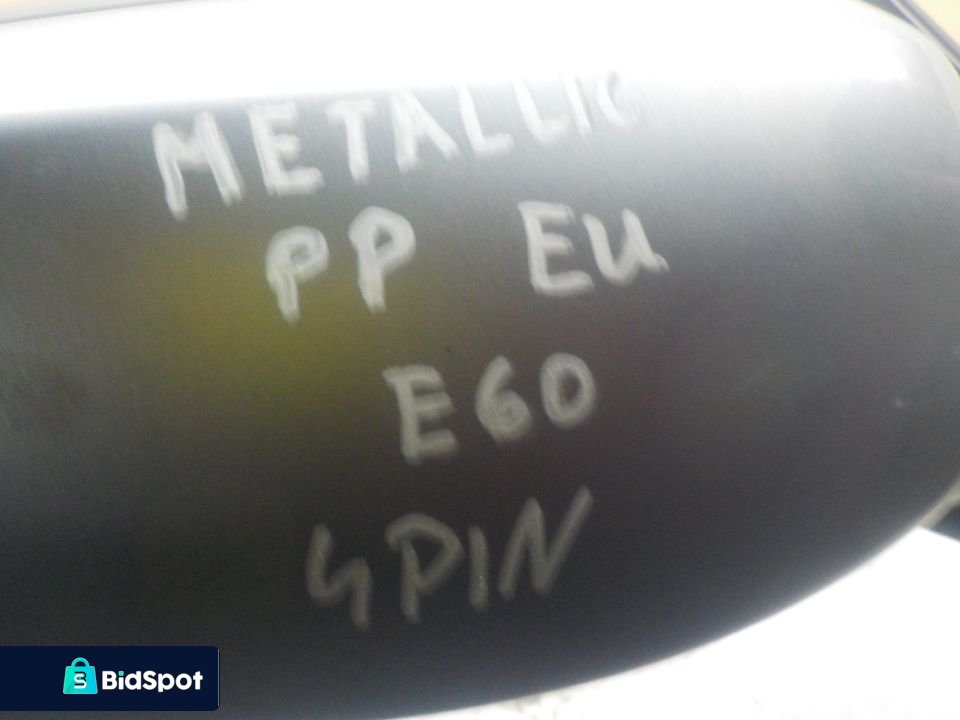 METALLIC
PP EU
E60
4PIN
BidSpot